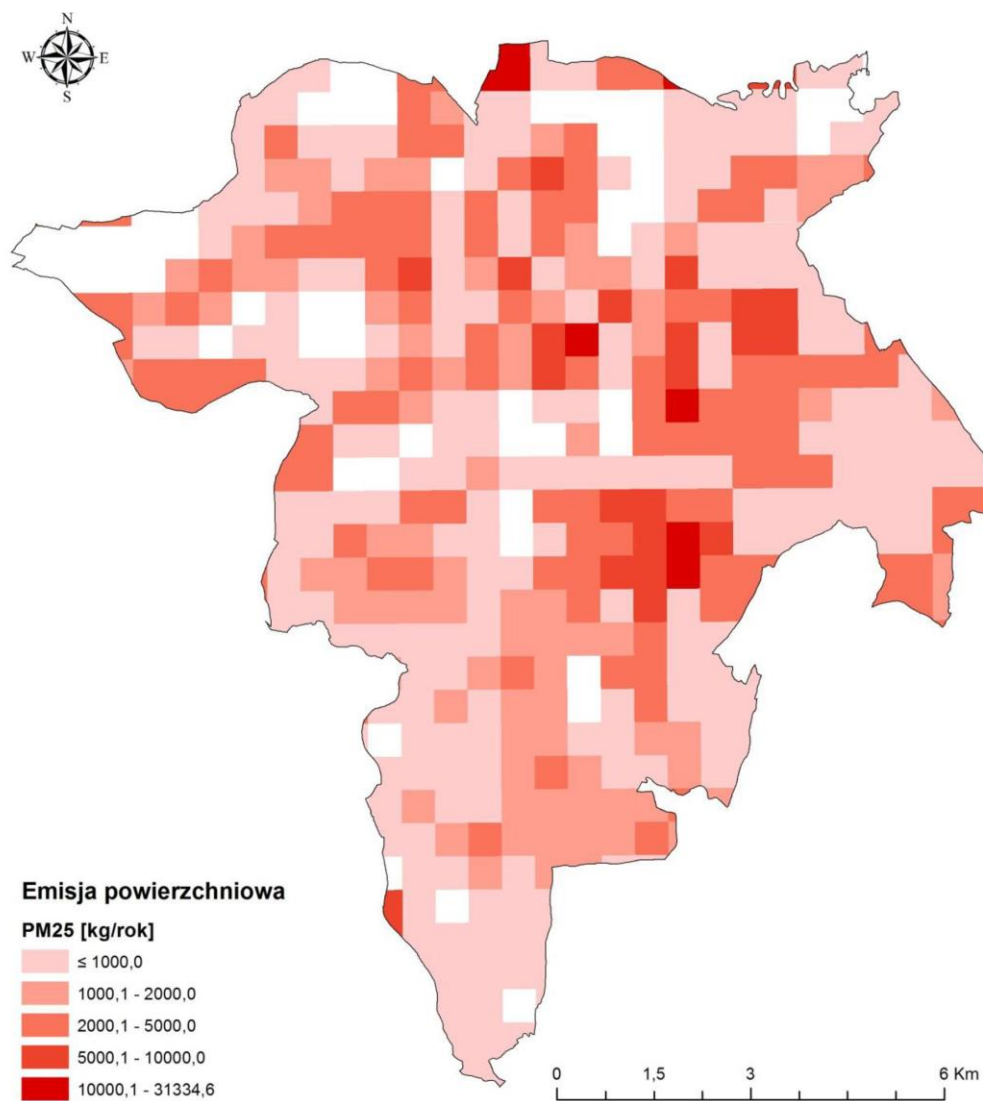 N
W E
S
Emisja powierzchniowa
PM25 [kg/rok]
≤ 1000,0
1000,1 - 2000,0
2000,1 - 5000,0
5000,1 - 10000,0
10000,1 - 31334,6
0 1,5 3 6 Km